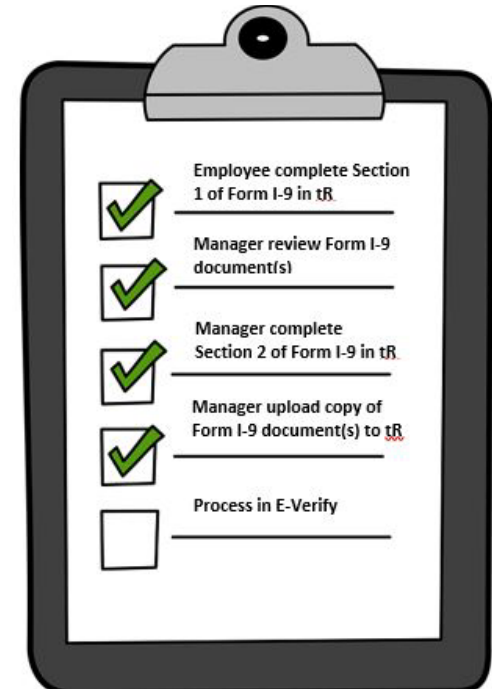 Employee complete Section
1 of Form I-9 in tR
Manager review Form I-9
document(s)
Manager complete
Section 2 of Form I-9 in tR
Manager upload copy of
Form I-9 document(s) to tR
Process in E-Verify